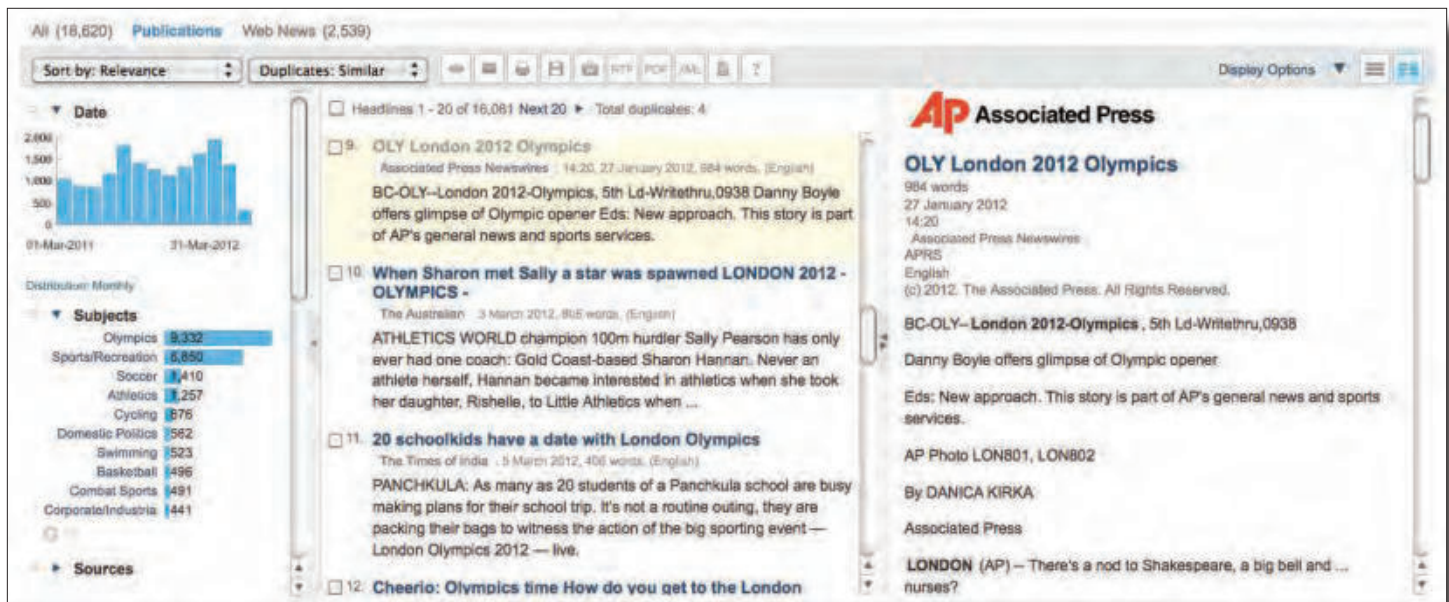 All (18,620) Publications Web News (2,539)
Sort by: Relevance Duplicates: Similar RTF PDF XML ? Display Options
Date
2,000
1,500
1,000
500
0
01-Mar-2011 31-Mar-2012
Distribution: Monthly
Subjects
Olympics 9,332
Sports/Recreation 6,850
Soccer 1,410
Athletics 1,257
Cycling 676
Domestic Politics 562
Swimming 523
Basketball 496
Combat Sports 491
Corporate/Industria 441
Sources
Headlines 1 - 20 of 16,081 Next 20 Total duplicates: 4
9. OLY London 2012 Olympics
Associated Press Newswires , 14:20, 27 January 2012, 984 words, (English)
BC-OLY--London 2012-Olympics, 5th Ld-Writethru,0938 Danny Boyle
offers glimpse of Olympic opener Eds: New approach. This story is part
of AP's general news and sports services.
10. When Sharon met Sally a star was spawned LONDON 2012 -
OLYMPICS -
The Australian , 3 March 2012, words, (English)
ATHLETICS WORLD champion 100m hurdler Sally Pearson has only
ever had one coach: Gold Coast-based Sharon Hannan. Never an
athlete herself, Hannan became interested in athletics when she took
her daughter, Rishelle, to Little Athletics when ...
11. 20 schoolkids have a date with London Olympics
The Times of India , 5 March 2012, 406 words, (English)
PANCHKULA: As many as 20 students of a Panchkula school are busy
making plans for their school trip. It's not a routine outing, they are
packing their bags to witness the action of the big sporting event —
London Olympics 2012 — live.
12. Cheerio: Olympics time How do you get to the London
AP Associated Press
OLY London 2012 Olympics
984 words
27 January 2012
14:20
Associated Press Newswires
APRS
English
(c) 2012. The Associated Press. All Rights Reserved.
BC-OLY--London 2012-Olympics , 5th Ld-Writethru,0938
Danny Boyle offers glimpse of Olympic opener
Eds: New approach. This story is part of AP's general news and sports
services.
AP Photo LON801, LON802
By DANICA KIRKA
Associated Press
LONDON (AP) -- There's a nod to Shakespeare, a big bell and ...
nurses?